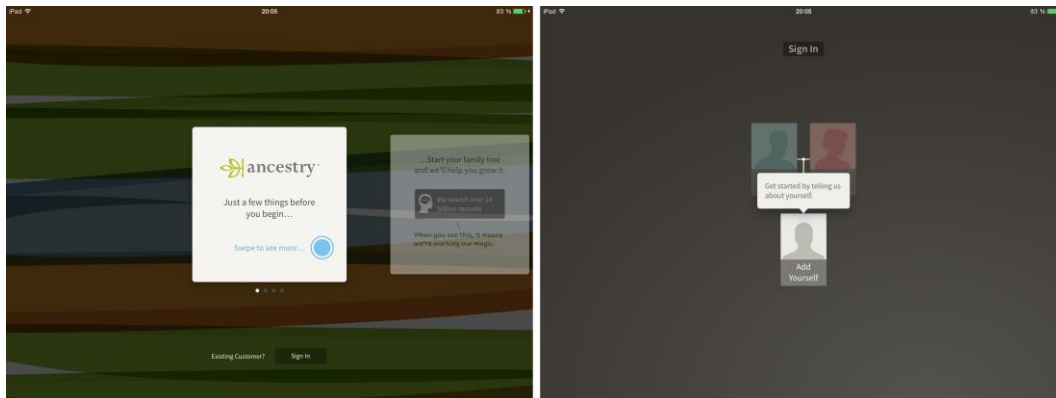 iPad
20:05
83 %
ancestry
Just a few things before
you begin...
Swipe to see more...
...Start your family tree
and we'll help you grow it.
We search over 14
billion records
When you see this, it means
we're working our magic.
Existing Customer?
Sign In
iPad
20:05
83 %
Sign In
Get started by telling us
about yourself.
Add
Yourself